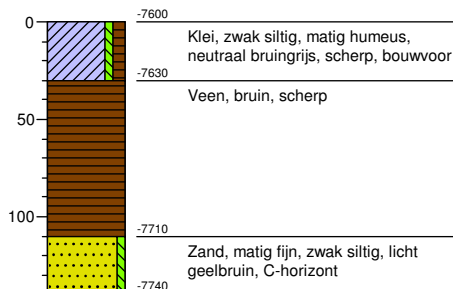 0
50
100
-7600
Klei, zwak siltig, matig humeus,
neutraal bruingrijs, scherp, bouwvoor
-7630
Veen, bruin, scherp
-7710
Zand, matig fijn, zwak siltig, licht
geelbruin, C-horizont
-7740